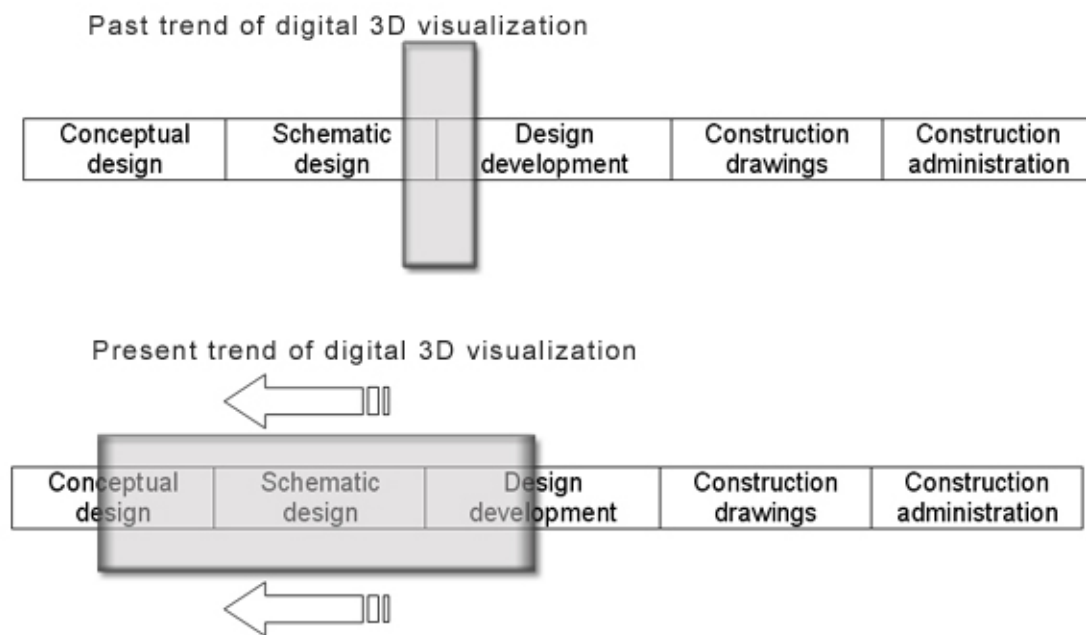 Past trend of digital 3D visualization
Conceptual design
Schematic design
Design development
Construction drawings
Construction administration
Present trend of digital 3D visualization
Conceptual design
Schematic design
Design development
Construction drawings
Construction administration